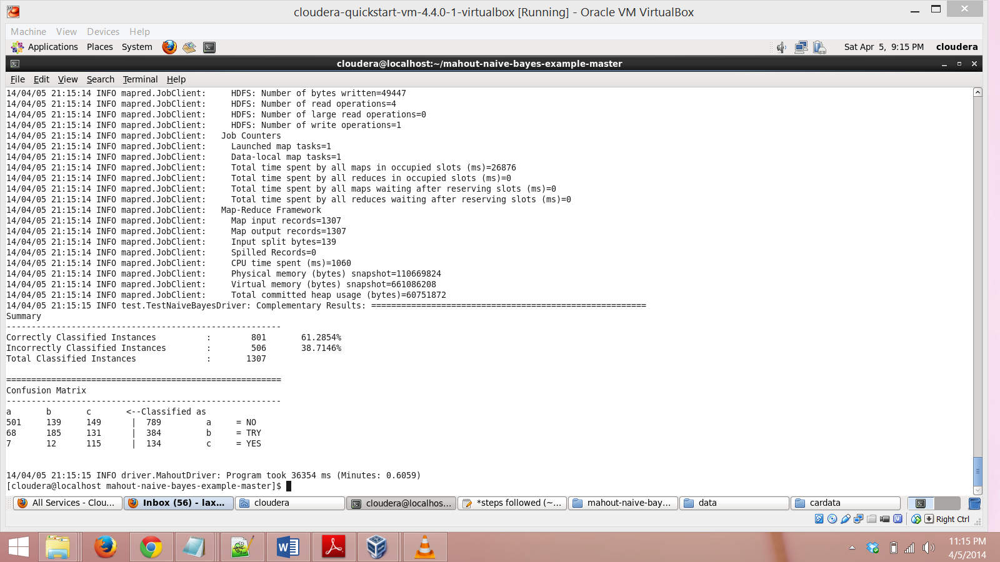 cloudera-quickstart-vm-4.4.0-1-virtualbox [Running] - Oracle VM VirtualBox
Machine View Devices Help
Applications Places System Sat Apr 5, 9:15 PM cloudera
cloudera@localhost:~/mahout-naive-bayes-example-master
File Edit View Search Terminal Help
14/04/05 21:15:14 INFO mapred.JobClient:     HDFS: Number of bytes written=49447
14/04/05 21:15:14 INFO mapred.JobClient:     HDFS: Number of read operations=4
14/04/05 21:15:14 INFO mapred.JobClient:     HDFS: Number of large read operations=0
14/04/05 21:15:14 INFO mapred.JobClient:     HDFS: Number of write operations=1
14/04/05 21:15:14 INFO mapred.JobClient:   Job Counters
14/04/05 21:15:14 INFO mapred.JobClient:     Launched map tasks=1
14/04/05 21:15:14 INFO mapred.JobClient:     Data-local map tasks=1
14/04/05 21:15:14 INFO mapred.JobClient:     Total time spent by all maps in occupied slots (ms)=26876
14/04/05 21:15:14 INFO mapred.JobClient:     Total time spent by all reduces in occupied slots (ms)=0
14/04/05 21:15:14 INFO mapred.JobClient:     Total time spent by all maps waiting after reserving slots (ms)=0
14/04/05 21:15:14 INFO mapred.JobClient:     Total time spent by all reduces waiting after reserving slots (ms)=0
14/04/05 21:15:14 INFO mapred.JobClient:   Map-Reduce Framework
14/04/05 21:15:14 INFO mapred.JobClient:     Map input records=1307
14/04/05 21:15:14 INFO mapred.JobClient:     Map output records=1307
14/04/05 21:15:14 INFO mapred.JobClient:     Input split bytes=139
14/04/05 21:15:14 INFO mapred.JobClient:     Spilled Records=0
14/04/05 21:15:14 INFO mapred.JobClient:     CPU time spent (ms)=1060
14/04/05 21:15:14 INFO mapred.JobClient:     Physical memory (bytes) snapshot=110669824
14/04/05 21:15:14 INFO mapred.JobClient:     Virtual memory (bytes) snapshot=661086208
14/04/05 21:15:14 INFO mapred.JobClient:     Total committed heap usage (bytes)=60751872
14/04/05 21:15:15 INFO test.TestNaiveBayesDriver: Complementary Results: =======================================================
Summary
-------------------------------------------------------
Correctly Classified Instances          :        801       61.2854%
Incorrectly Classified Instances        :        506       38.7146%
Total Classified Instances              :       1307
=======================================================
Confusion Matrix
-------------------------------------------------------
a       b       c       <--Classified as
501     139     149      |  789         a     = NO
68      185     131      |  384         b     = TRY
7       12      115      |  134         c     = YES
14/04/05 21:15:15 INFO driver.MahoutDriver: Program took 36354 ms (Minutes: 0.6059)
[cloudera@localhost mahout-naive-bayes-example-master]$
All Services - Clou... Inbox (56) - lax... cloudera cloudera@localhos... *steps followed (~... mahout-naive-bay... data cardata
Right Ctrl
11:15 PM
4/5/2014